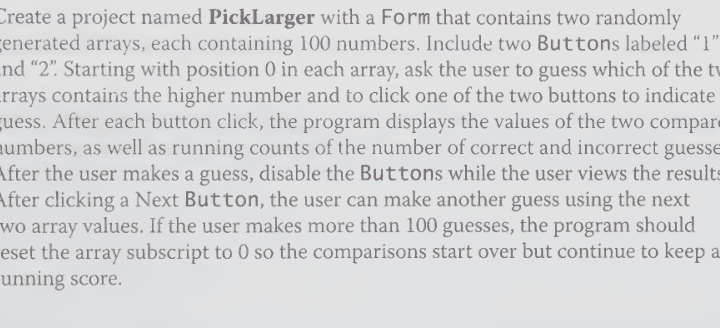 Create a project named PickLarger with a Form that contains two randomly
generated arrays, each containing 100 numbers. Include two Buttons labeled “1”
and “2”. Starting with position 0 in each array, ask the user to guess which of the tw
arrays contains the higher number and to click one of the two buttons to indicate
guess. After each button click, the program displays the values of the two compare
numbers, as well as running counts of the number of correct and incorrect guesse
After the user makes a guess, disable the Buttons while the user views the results
After clicking a Next Button, the user can make another guess using the next
two array values. If the user makes more than 100 guesses, the program should
reset the array subscript to 0 so the comparisons start over but continue to keep a
running score.